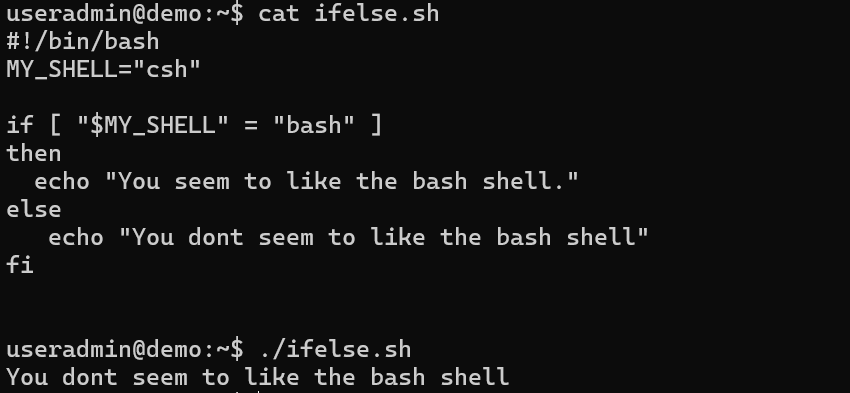 useradmin@demo:~$ cat ifelse.sh
#!/bin/bash
MY_SHELL="csh"
if [ "$MY_SHELL" = "bash" ]
then
echo "You seem to like the bash shell."
else
echo "You dont seem to like the bash shell"
fi
useradmin@demo:~$ ./ifelse.sh
You dont seem to like the bash shell